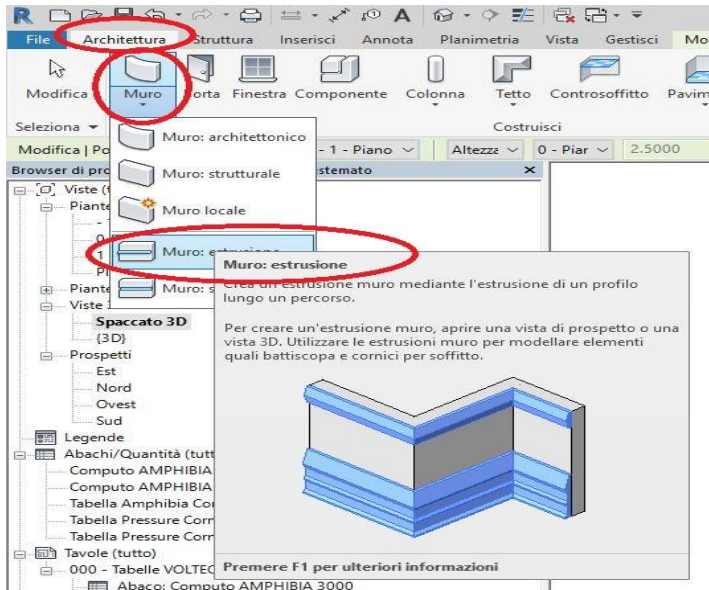 File Architettura Struttura Inserisci Annota Planimetria Vista Gestisci
Modifica Muro Porta Finestra Componente Colonna Tetto Controsoffitto
Seleziona Costruisci
Modifica | - 1 - Piano Altezz 0 - Piar 2.5000
Browser di stemato
Muro: architettonico
Muro: strutturale
Muro locale
Muro:
Muro:
Viste
Piante
Piante
Viste
Spaccato 3D
{3D}
Prospetti
Est
Nord
Ovest
Sud
Legende
Abachi/Quantità (tutt
Computo AMPHIBIA
Computo AMPHIBIA
Tabella Amphibia Co
Tabella Pressure Corr
Tabella Pressure Corr
Tavole (tutto)
000 - Tabelle VOLTEC
Abaco: Computo AMPHIBIA 3000
Muro: estrusione
Crea un'estrusione muro mediante l'estrusione di un profilo
lungo un percorso.
Per creare un'estrusione muro, aprire una vista di prospetto o una
vista 3D. Utilizzare le estrusioni muro per modellare elementi
quali battiscopa e cornici per soffitto.
Premere F1 per ulteriori informazioni